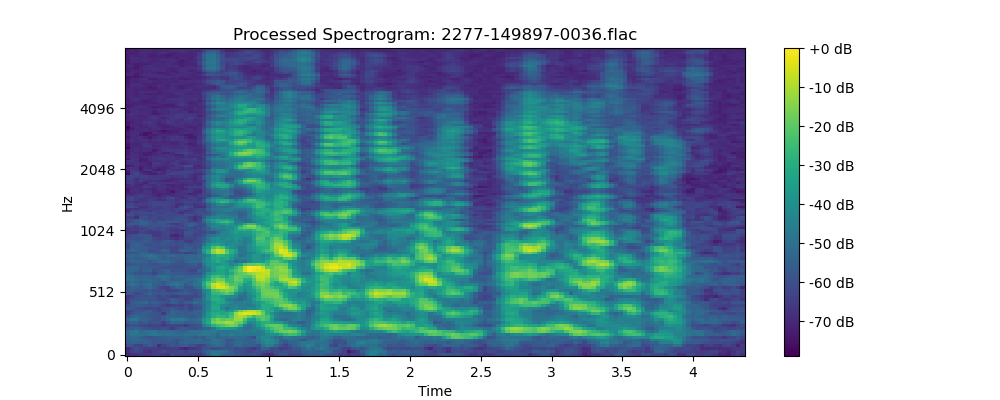 Processed Spectrogram: 2277-149897-0036.flac
Hz
4096
2048
1024
512
0
0
0.5
1
1.5
2
2.5
3
3.5
4
Time
+0 dB
-10 dB
-20 dB
-30 dB
-40 dB
-50 dB
-60 dB
-70 dB